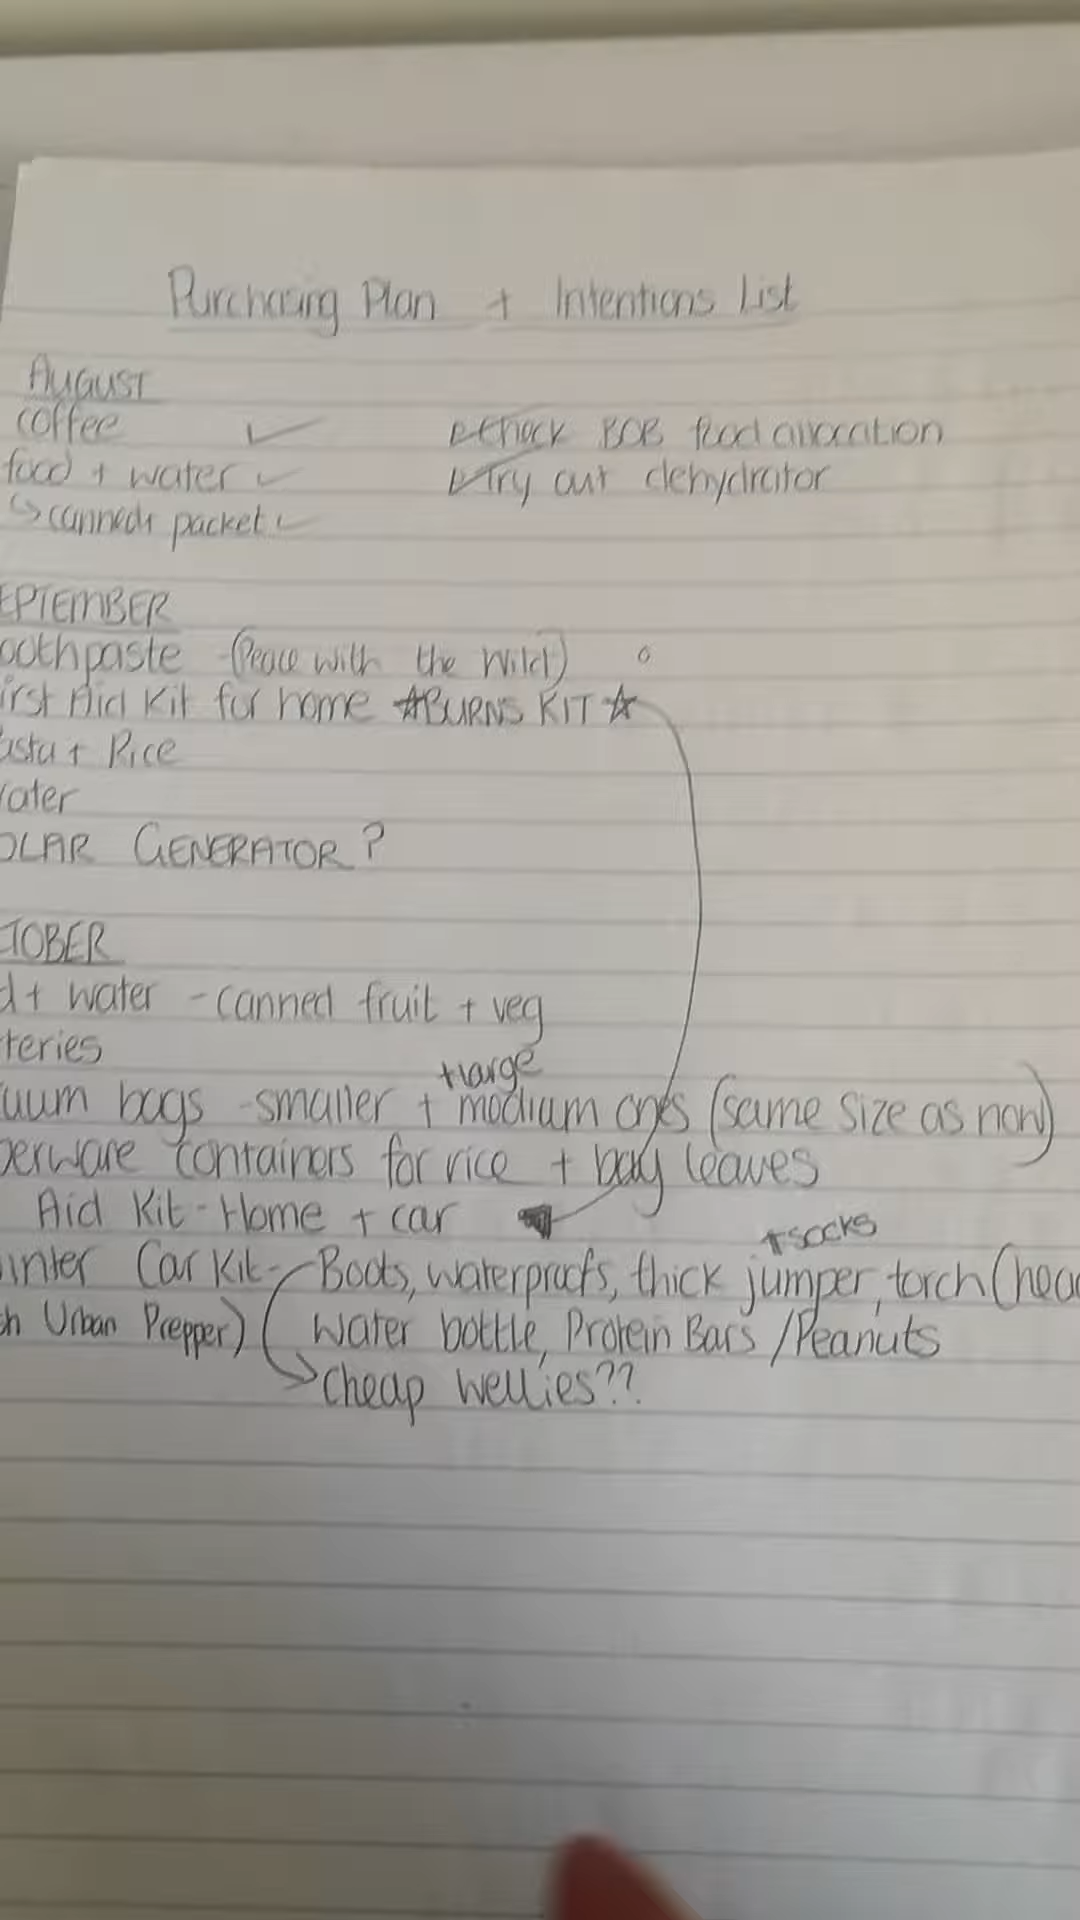 Purchasing Plan + Intentions List
AUGUST
coffee ✓ Check BOB food allocation
food + water ✓ Try out dehydrator
↳ canned + packet ✓
EPTEMBER
oothpaste - (Peace with the Wild)
irst Aid Kit for home ☆BURNS KIT☆
asta + Rice
ater
OLAR GENERATOR?
TOBER
d + water - canned fruit + veg
teries
+ large
uum bags - smaller + medium ones (same size as now)
perware containers for rice + bay leaves
Aid Kit - Home + car
+ socks
inter Car Kit - Boots, waterproofs, thick jumper, torch (head
sh Urban Prepper) water bottle, Protein Bars / Peanuts
→ Cheap wellies??